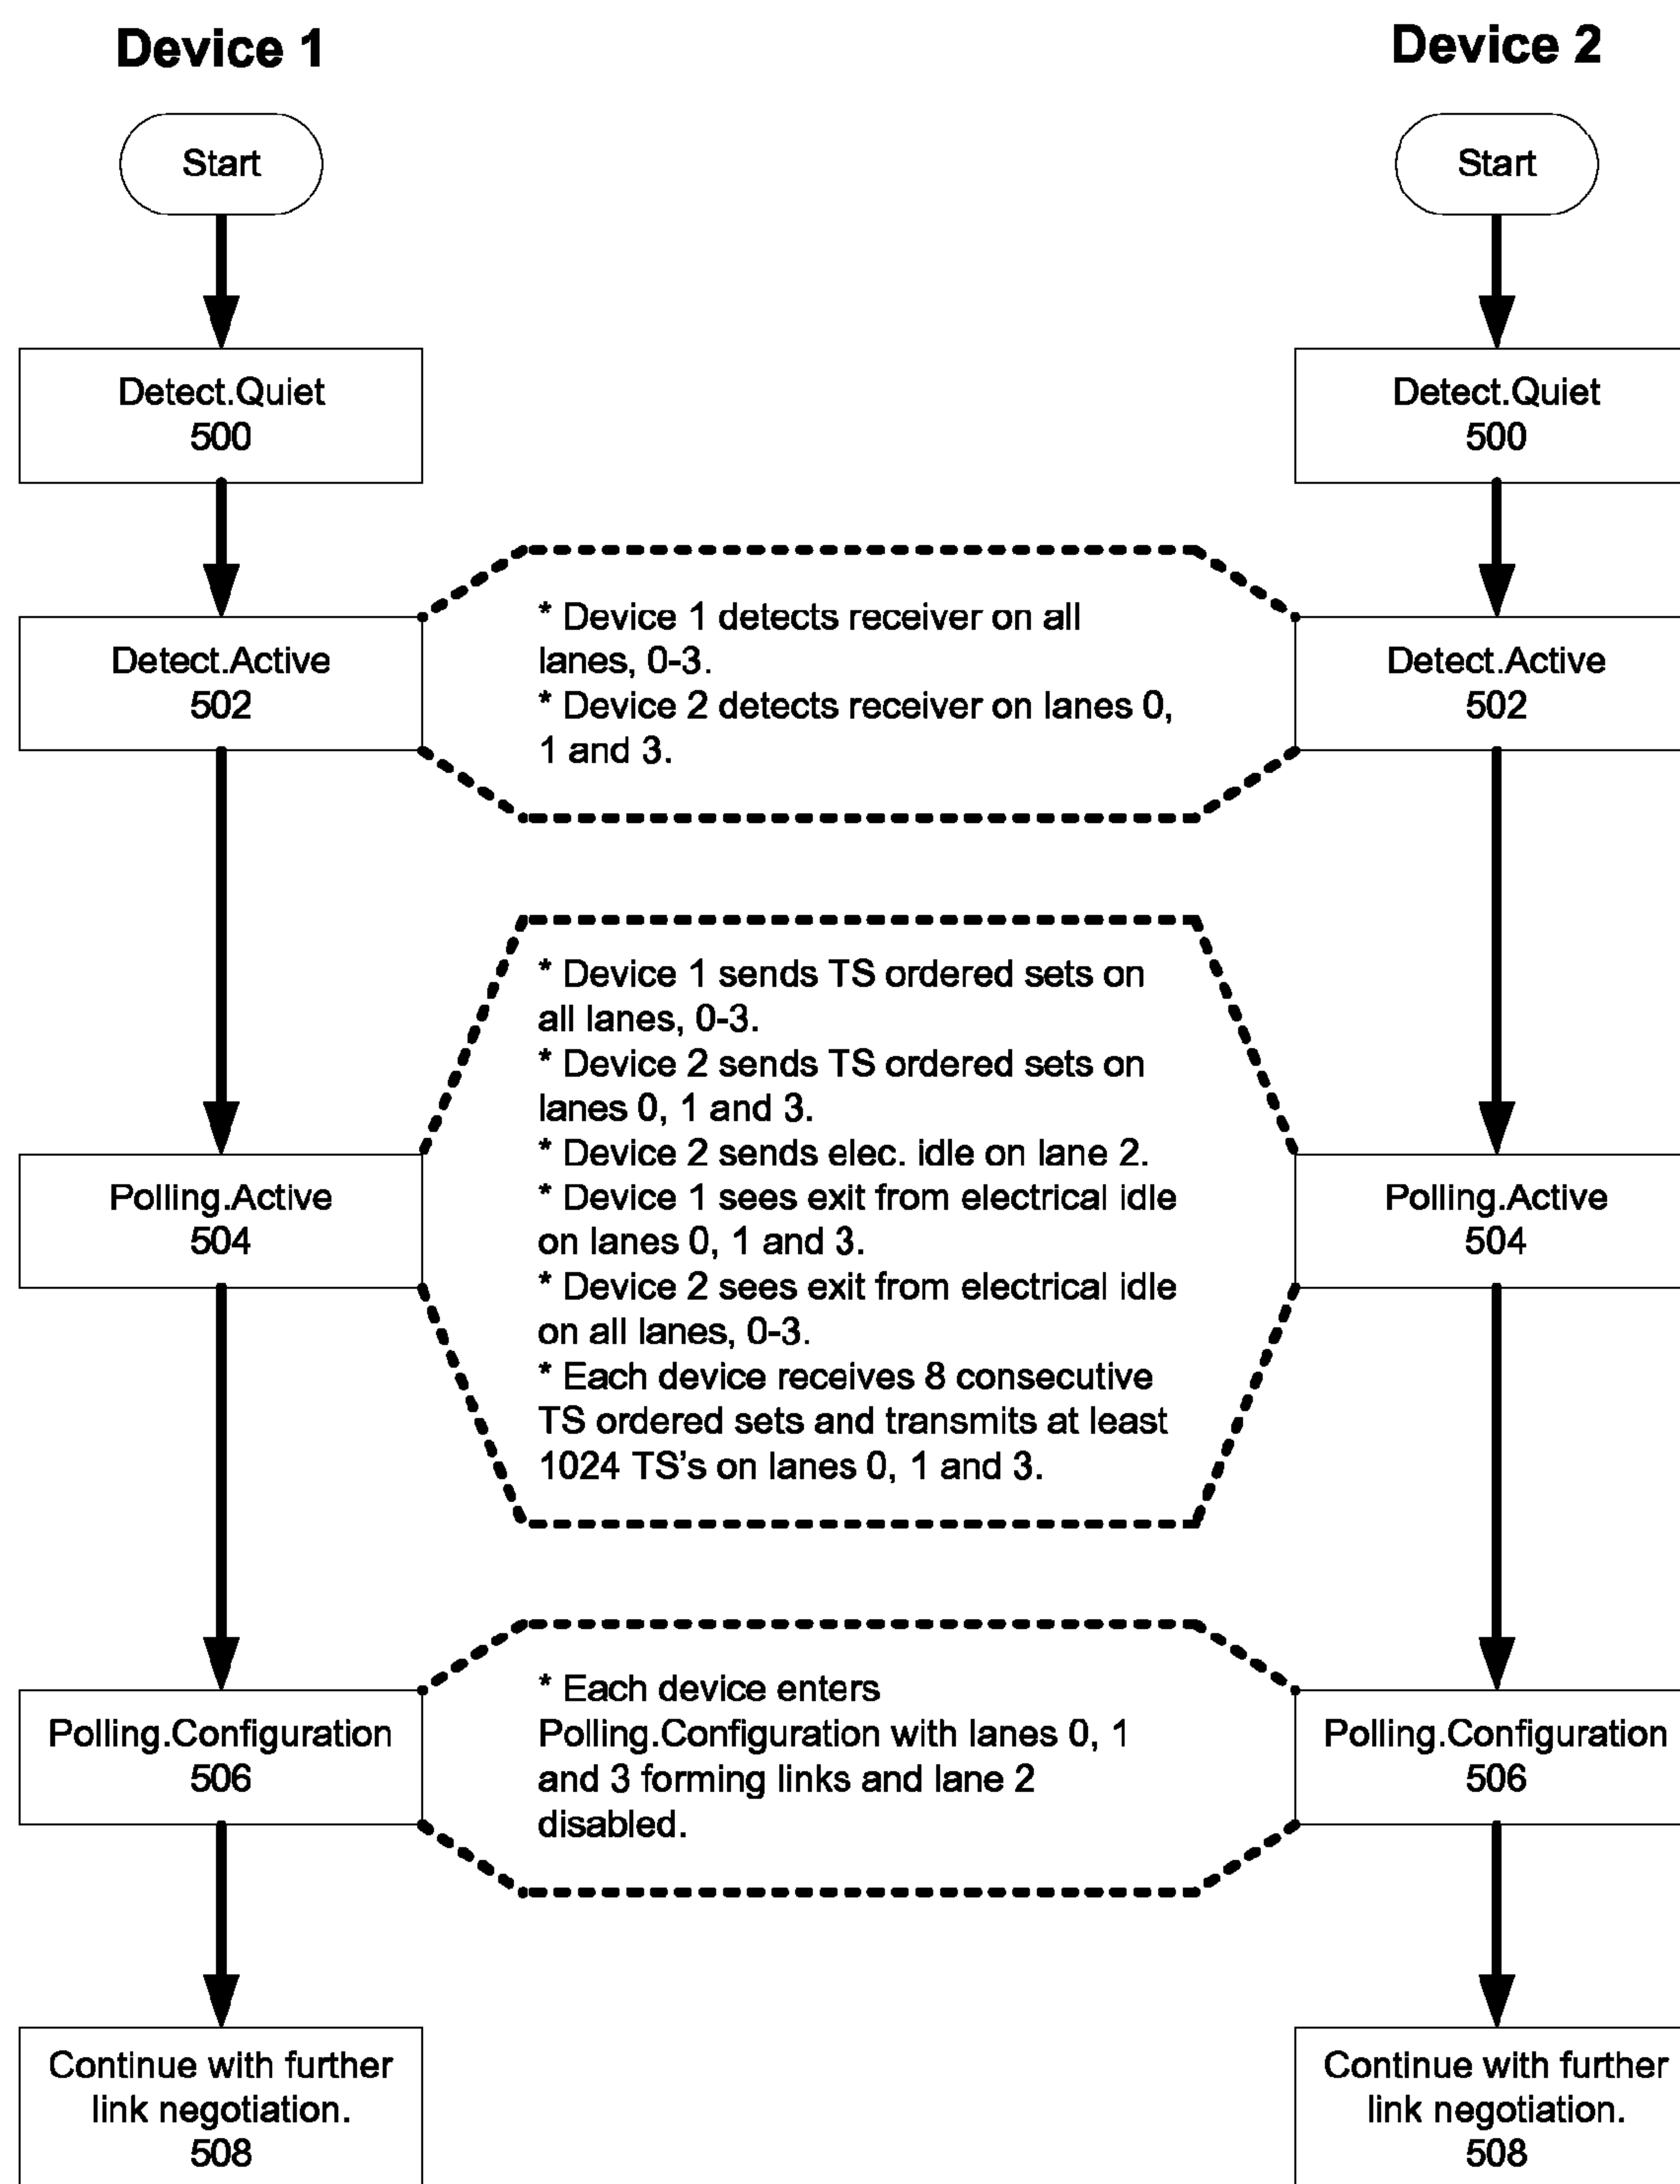 Device 1
Device 2
Start
Start
Detect.Quiet
500
Detect.Quiet
500
* Device 1 detects receiver on all
lanes, 0-3.
* Device 2 detects receiver on lanes 0,
1 and 3.
Detect.Active
502
Detect.Active
502
* Device 1 sends TS ordered sets on
all lanes, 0-3.
* Device 2 sends TS ordered sets on
lanes 0, 1 and 3.
* Device 2 sends elec. idle on lane 2.
* Device 1 sees exit from electrical idle
on lanes 0, 1 and 3.
* Device 2 sees exit from electrical idle
on all lanes, 0-3.
* Each device receives 8 consecutive
TS ordered sets and transmits at least
1024 TS's on lanes 0, 1 and 3.
Polling.Active
504
Polling.Active
504
* Each device enters
Polling.Configuration with lanes 0, 1
and 3 forming links and lane 2
disabled.
Polling.Configuration
506
Polling.Configuration
506
Continue with further
link negotiation.
508
Continue with further
link negotiation.
508